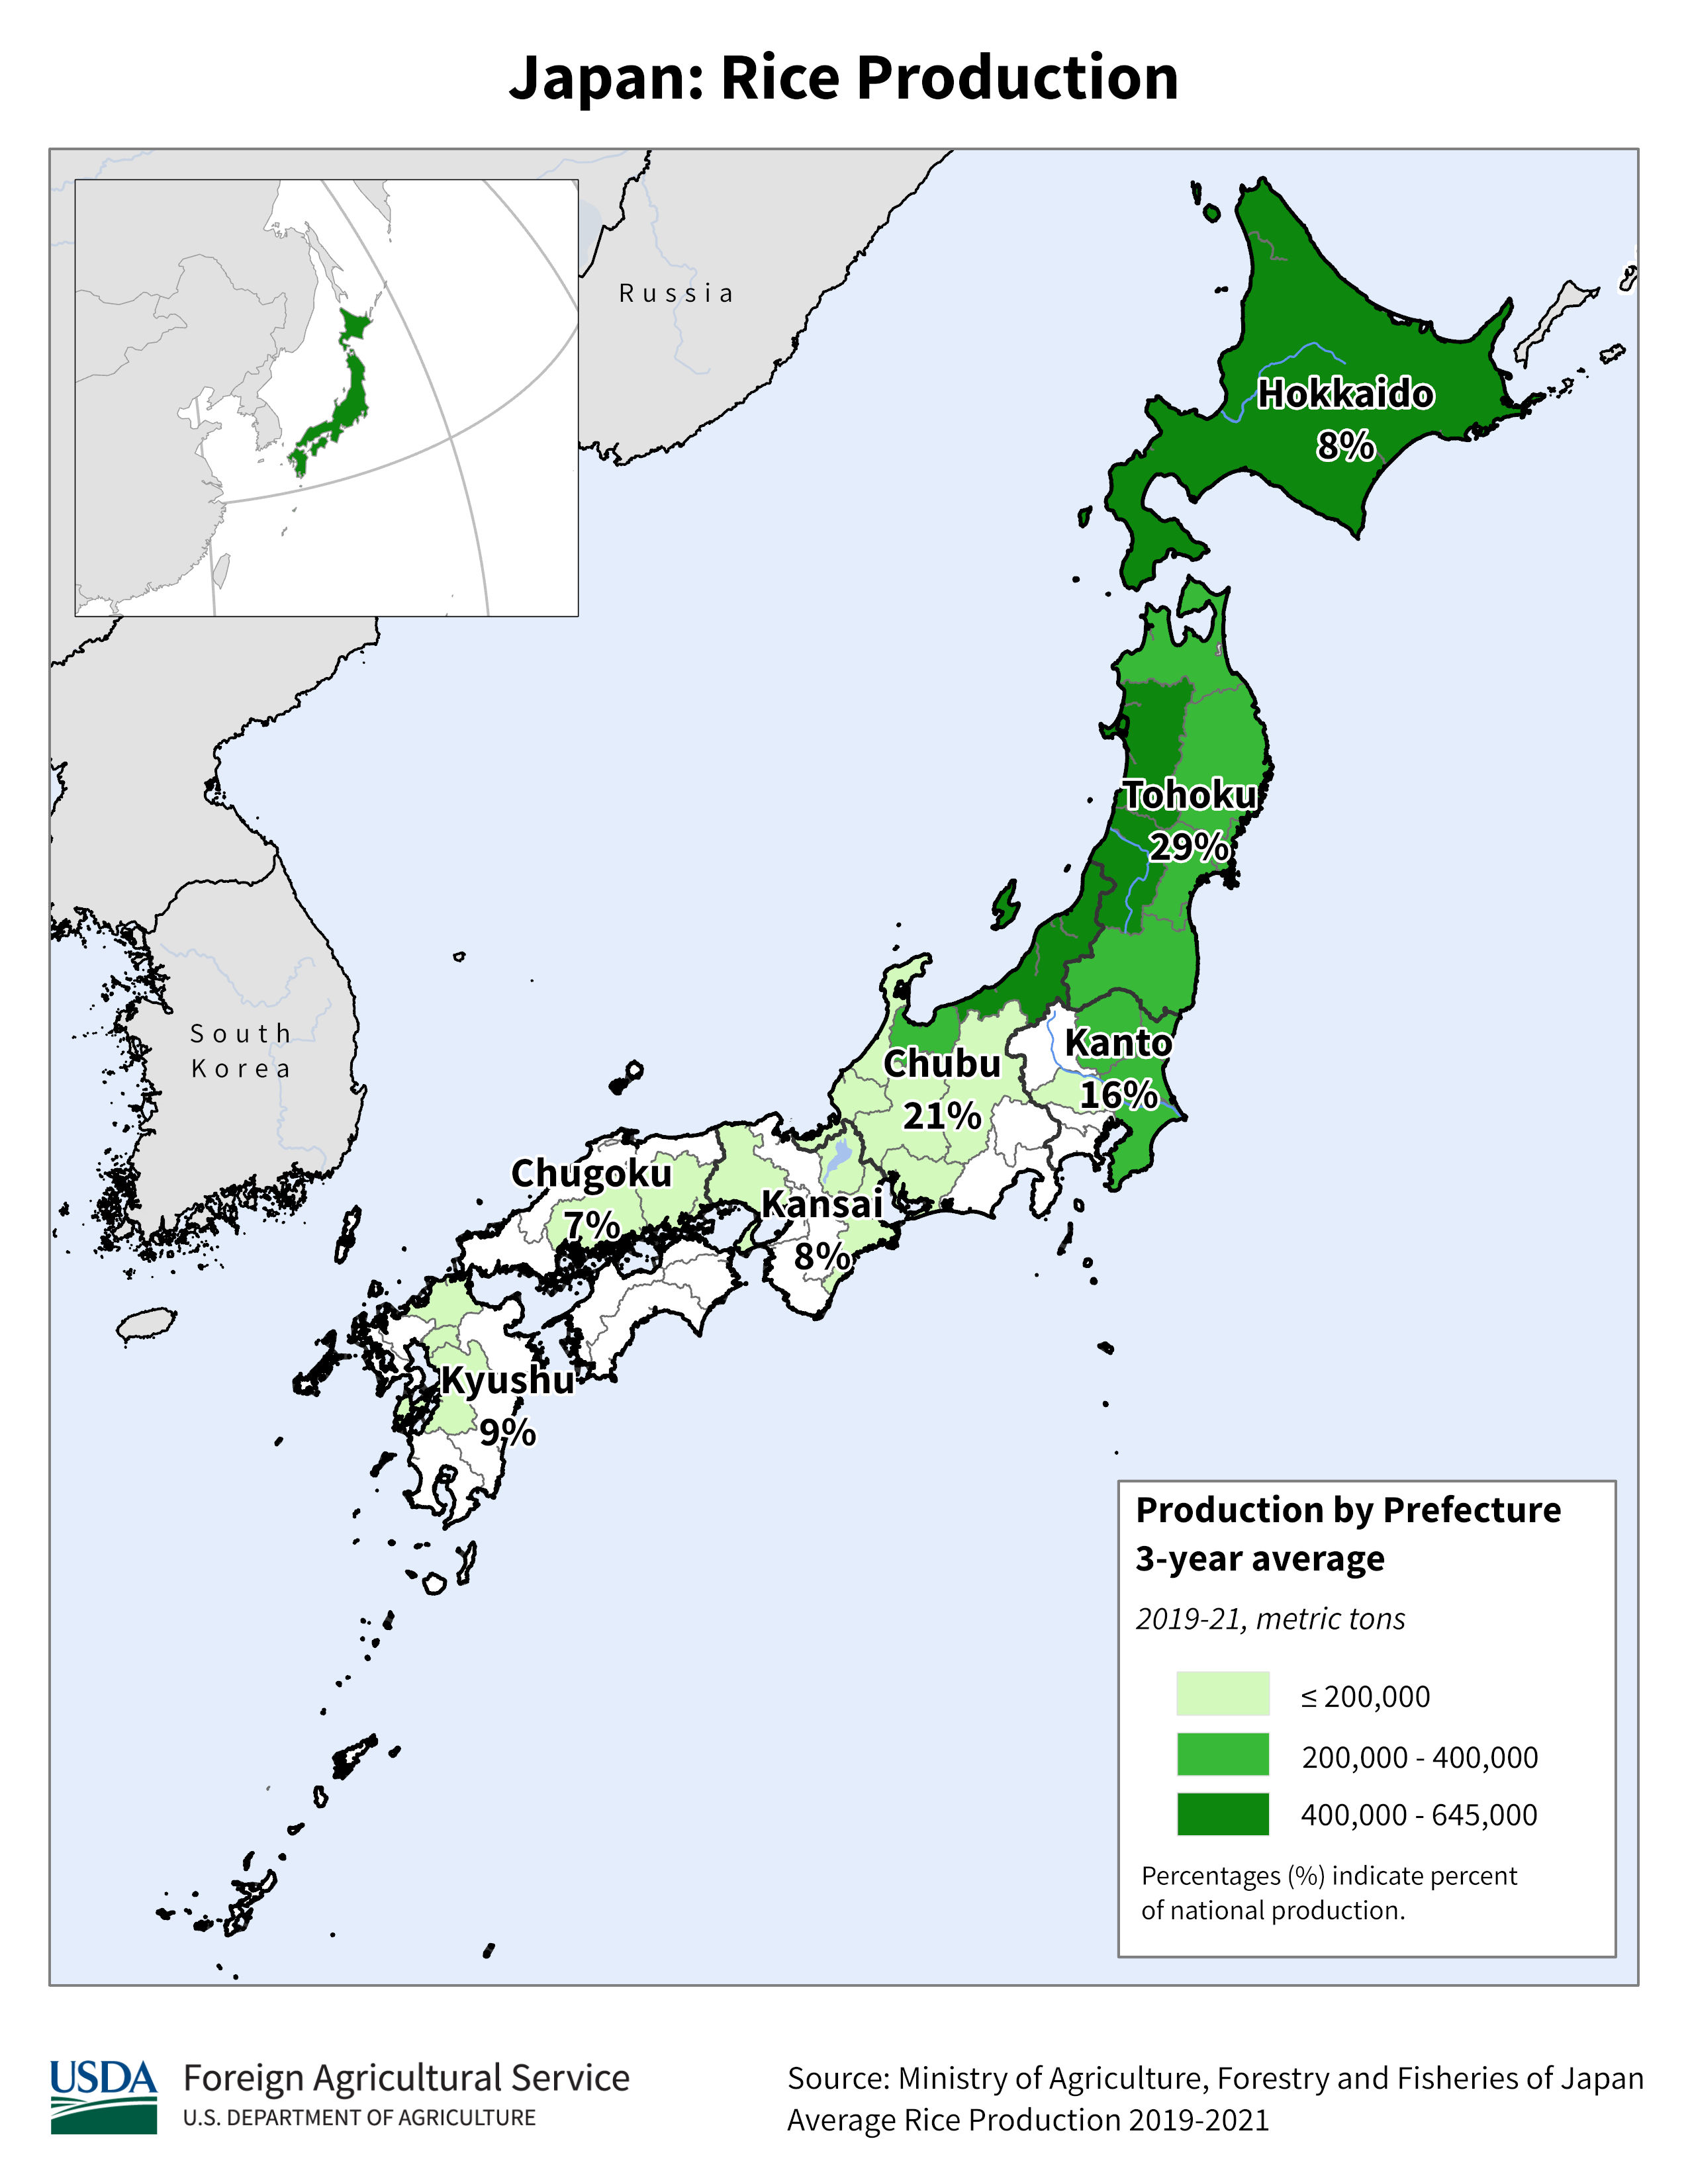 Japan: Rice Production
Russia
Hokkaido
8%
Tohoku
29%
South
Korea
Kanto
16%
Chubu
21%
Chugoku
7%
Kansai
8%
Kyushu
9%
Production by Prefecture
3-year average
2019-21, metric tons
≤ 200,000
200,000 - 400,000
400,000 - 645,000
Percentages (%) indicate percent
of national production.
USDA
Foreign Agricultural Service
U.S. DEPARTMENT OF AGRICULTURE
Source: Ministry of Agriculture, Forestry and Fisheries of Japan
Average Rice Production 2019-2021